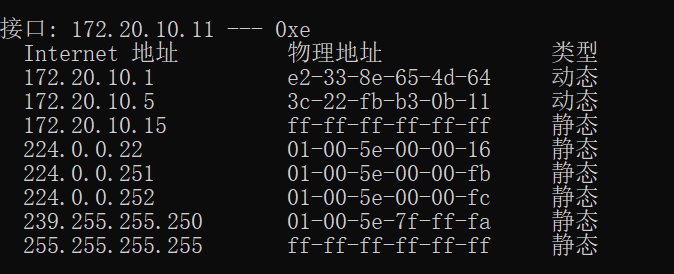 接口: 172.20.10.11 --- 0xe
Internet 地址 物理地址 类型
172.20.10.1 e2-33-8e-65-4d-64 动态
172.20.10.5 3c-22-fb-b3-0b-11 动态
172.20.10.15 ff-ff-ff-ff-ff-ff 静态
224.0.0.22 01-00-5e-00-00-16 静态
224.0.0.251 01-00-5e-00-00-fb 静态
224.0.0.252 01-00-5e-00-00-fc 静态
239.255.255.250 01-00-5e-7f-ff-fa 静态
255.255.255.255 ff-ff-ff-ff-ff-ff 静态